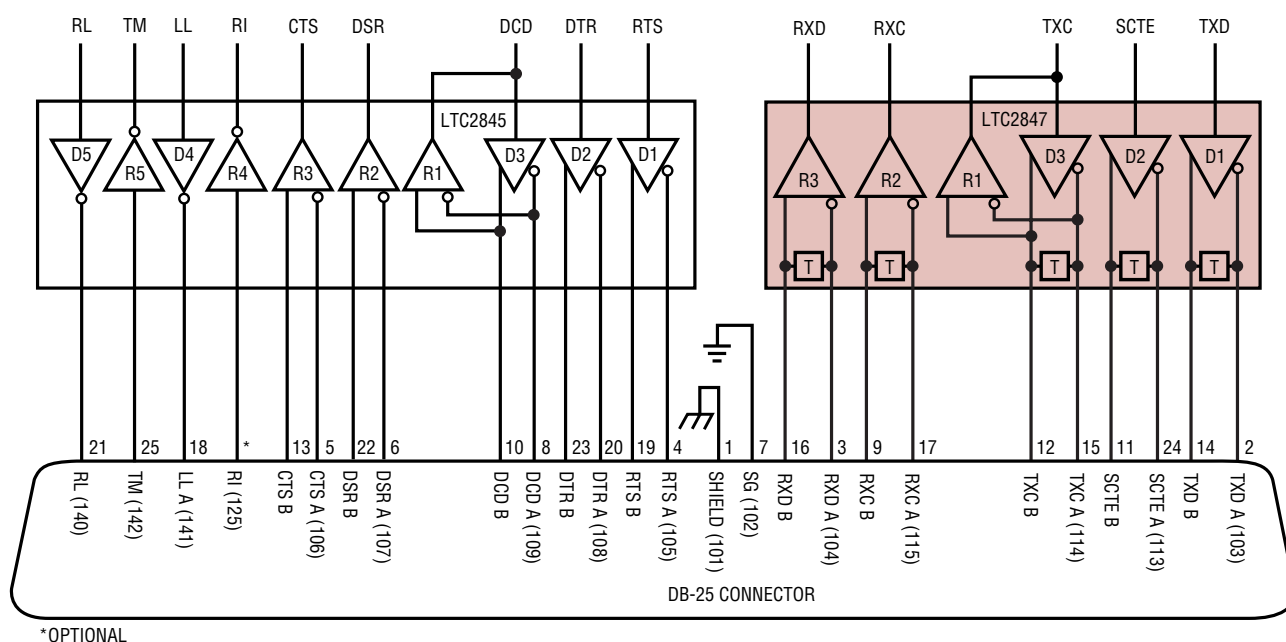 RL TM LL RI CTS DSR DCD DTR RTS RXD RXC TXC SCTE TXD
LTC2845 LTC2847
D5 R5 D4 R4 R3 R2 R1 D3 D2 D1 R3 R2 R1 D3 D2 D1
T T T T T
21 25 18 * 13 5 22 6 10 8 23 20 19 4 1 7 16 3 9 17 12 15 11 24 14 2
RL (140)
TM (142)
LL A (141)
RI (125)
CTS B
CTS A (106)
DSR B
DSR A (107)
DCD B
DCD A (109)
DTR B
DTR A (108)
RTS B
RTS A (105)
SHIELD (101)
SG (102)
RXD B
RXD A (104)
RXC B
RXC A (115)
TXC B
TXC A (114)
SCTE B
SCTE A (113)
TXD B
TXD A (103)
DB-25 CONNECTOR
*OPTIONAL